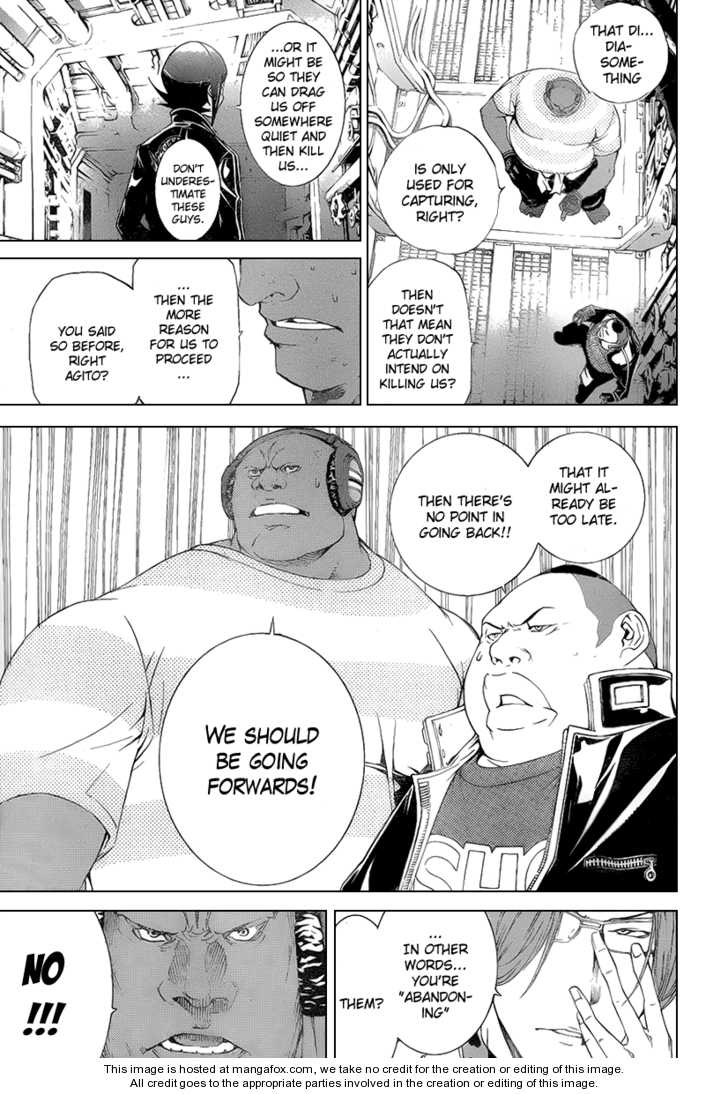 THAT DI...
DIA-
SOME-
THING
IS ONLY
USED FOR
CAPTURING,
RIGHT?
THEN
DOESN'T
THAT MEAN
THEY DON'T
ACTUALLY
INTEND ON
KILLING US?
...OR IT
MIGHT BE
SO THEY
CAN DRAG
US OFF
SOMEWHERE
QUIET AND
THEN KILL
US...
DON'T
UNDERES-
TIMATE
THESE
GUYS.
...
THEN THE
MORE
REASON
FOR US TO
PROCEED
...
YOU SAID
SO BEFORE,
RIGHT
AGITO?
THAT IT
MIGHT AL-
READY BE
TOO LATE.
THEN THERE'S
NO POINT IN
GOING BACK!!
WE SHOULD
BE GOING
FORWARDS!
SHO
...
IN OTHER
WORDS...
YOU'RE
"ABANDON-
ING"
THEM?
NO
!!!
This image is hosted at mangafox.com, we take no credit for the creation or editing of this image.
All credit goes to the appropriate parties involved in the creation or editing of this image.